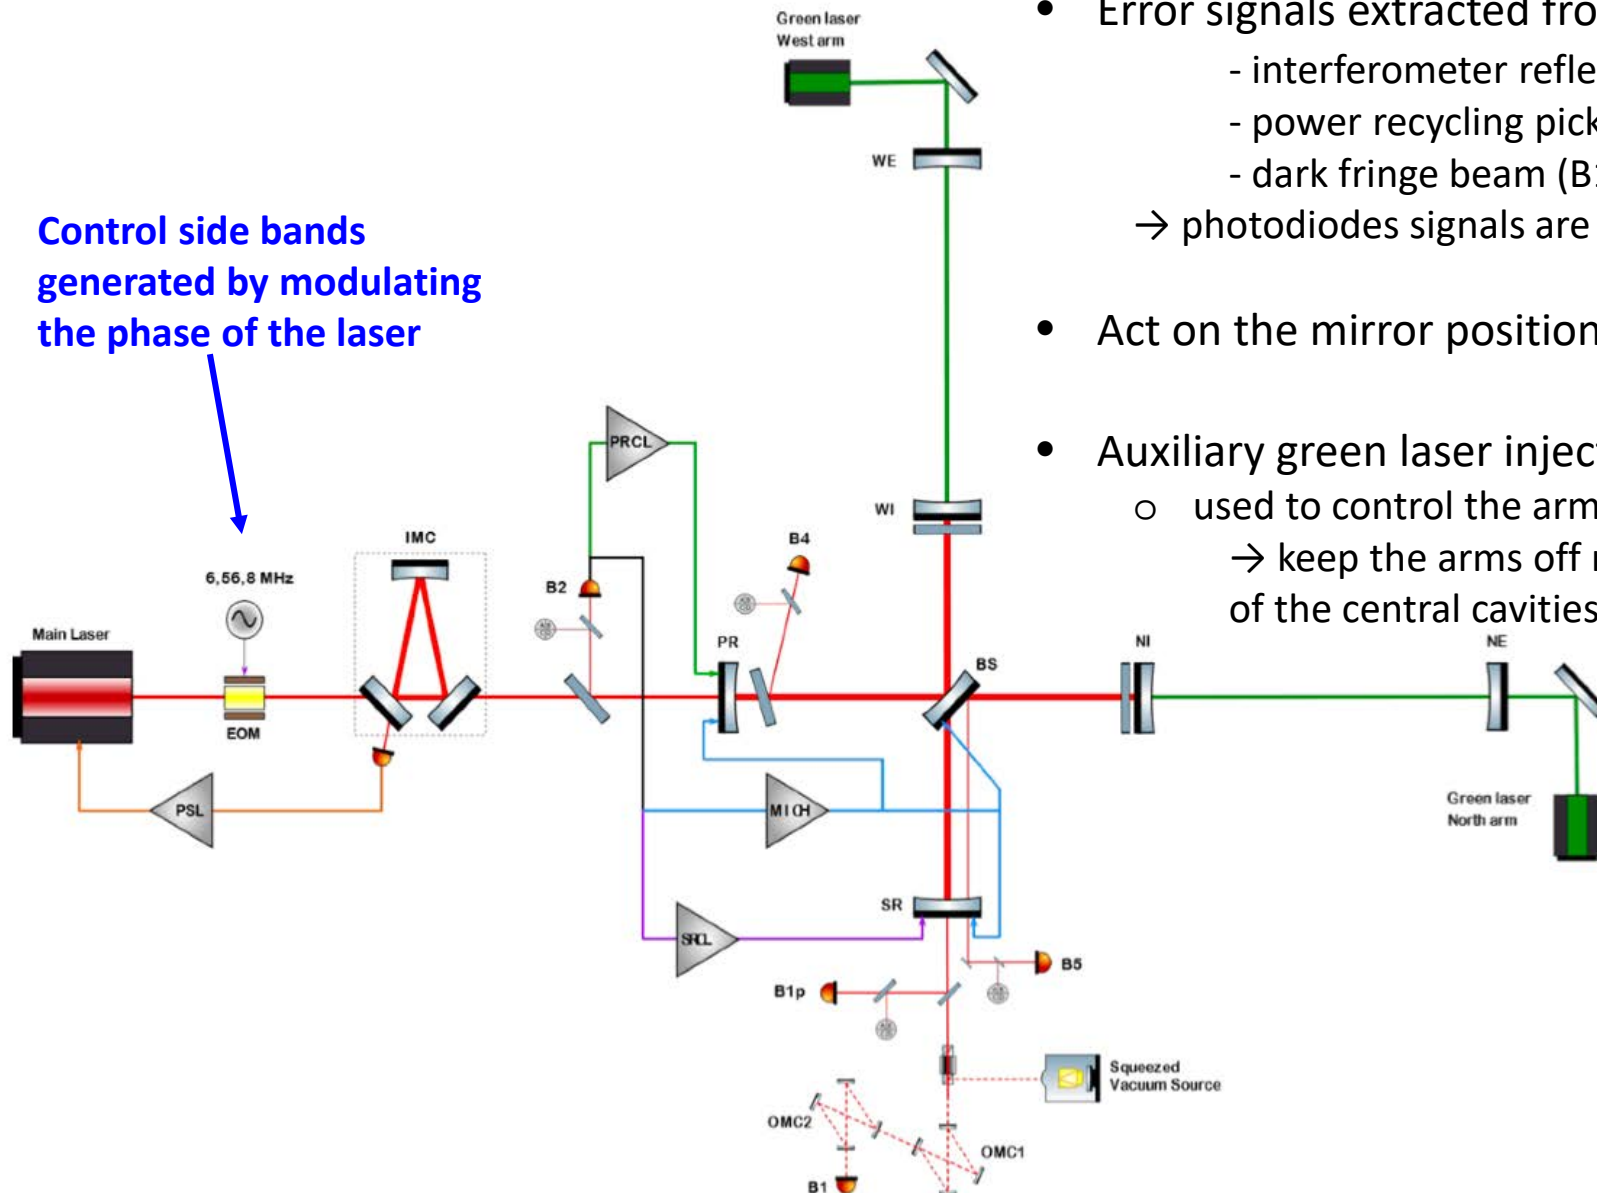 Green laser
West arm
• Error signals extracted fro
- interferometer refle
- power recycling pick
- dark fringe beam (B1
→ photodiodes signals are
• Act on the mirror position
• Auxiliary green laser inject
o used to control the arm
→ keep the arms off r
of the central cavities
Control side bands
generated by modulating
the phase of the laser
WE
PRCL
WI
IMC
B4
B2
6,56,8 MHz
Main Laser
PR
BS
NI
NE
EOM
PSL
MICH
Green laser
North arm
SR
SRCL
B5
B1p
Squeezed
Vacuum Source
OMC2
OMC1
B1